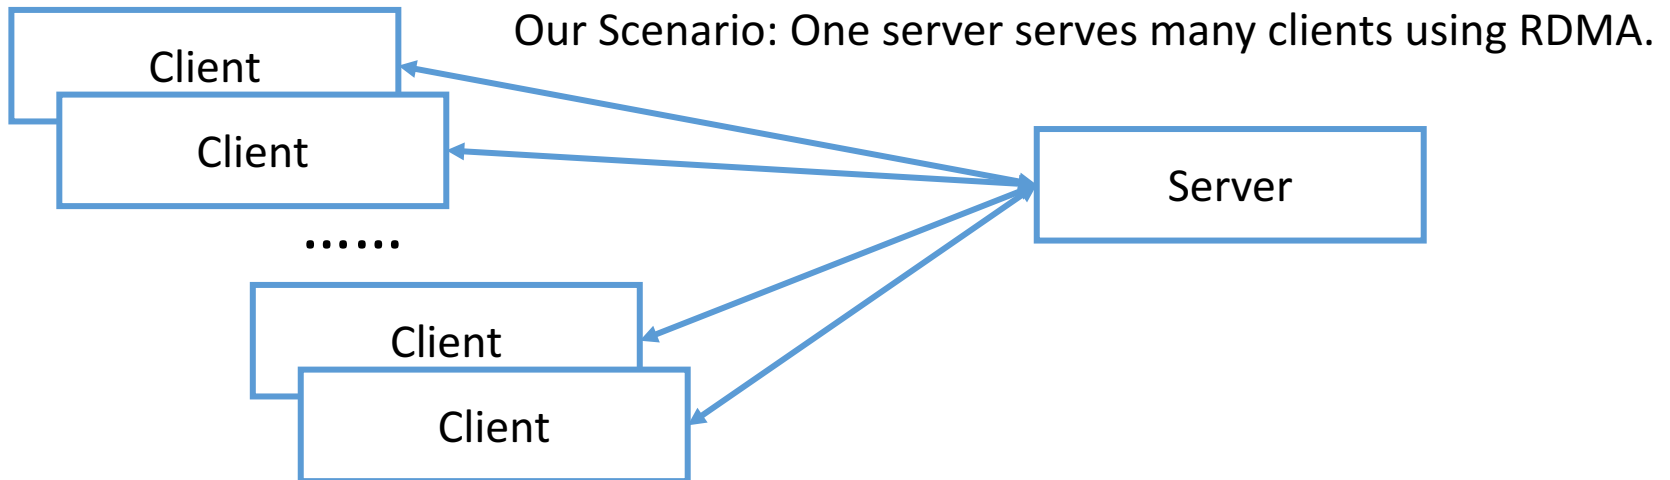 Our Scenario: One server serves many clients using RDMA.
Client
Client
Server
......
Client
Client